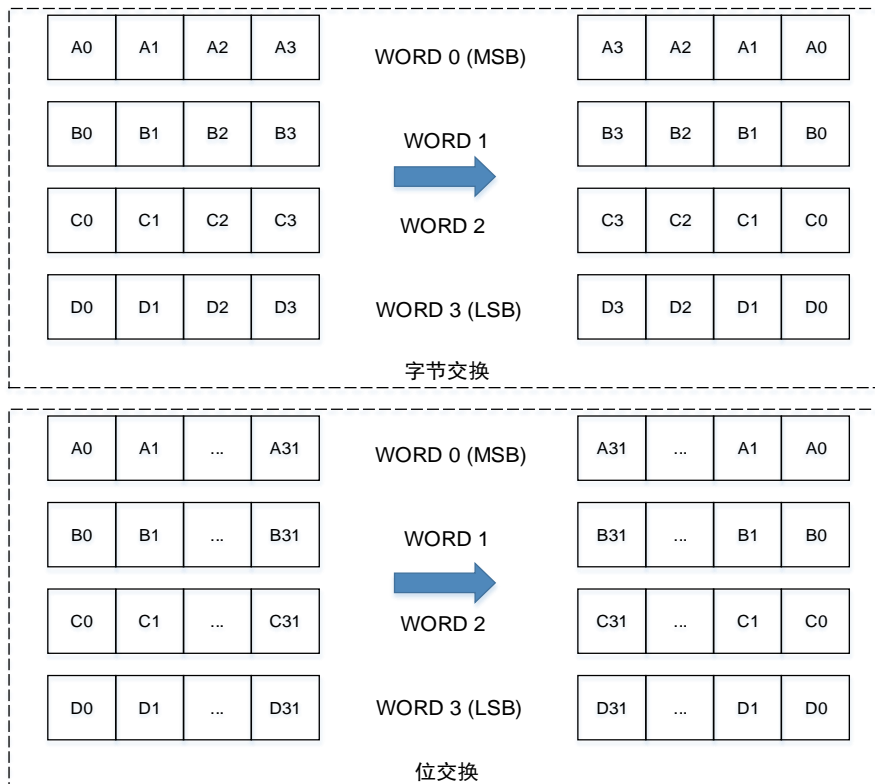 A0 A1 A2 A3 WORD 0 (MSB) A3 A2 A1 A0
B0 B1 B2 B3 WORD 1 B3 B2 B1 B0
C0 C1 C2 C3 WORD 2 C3 C2 C1 C0
D0 D1 D2 D3 WORD 3 (LSB) D3 D2 D1 D0
字节交换
A0 A1 ... A31 WORD 0 (MSB) A31 ... A1 A0
B0 B1 ... B31 WORD 1 B31 ... B1 B0
C0 C1 ... C31 WORD 2 C31 ... C1 C0
D0 D1 ... D31 WORD 3 (LSB) D31 ... D1 D0
位交换